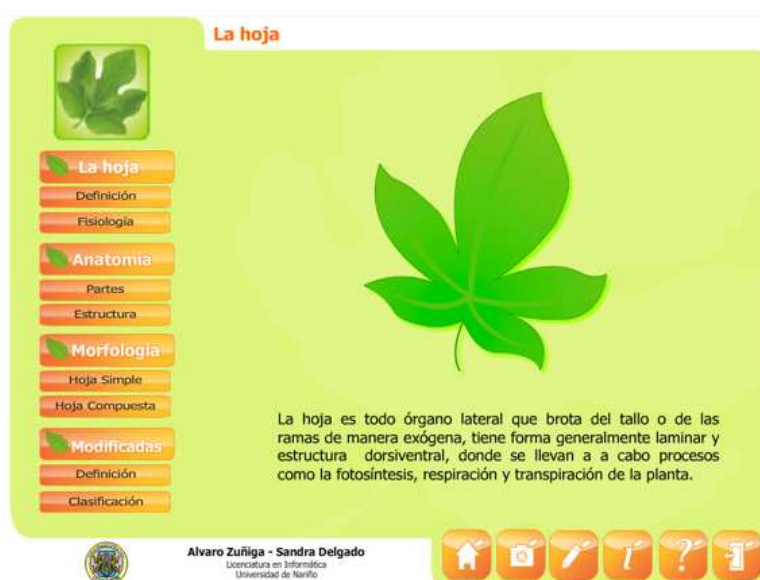 La hoja
La hoja
Definición
Fisiología
Anatomía
Partes
Estructura
Morfología
Hoja Simple
Hoja Compuesta
Modificadas
Definición
Clasificación
La hoja es todo órgano lateral que brota del tallo o de las
ramas de manera exógena, tiene forma generalmente laminar y
estructura dorsiventral, donde se llevan a a cabo procesos
como la fotosíntesis, respiración y transpiración de la planta.
Alvaro Zuñiga - Sandra Delgado
Licenciatura en Informática
Universidad de Nariño
i
?